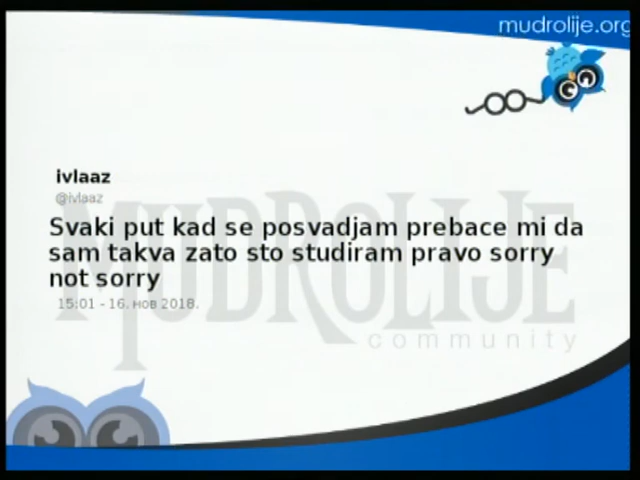 mudrolije.org
ivlaaz
@ivlaaz
Svaki put kad se posvadjam prebace mi da
sam takva zato sto studiram pravo sorry
not sorry
15:01 - 16. нов 2018.
MUDROLIJE
community